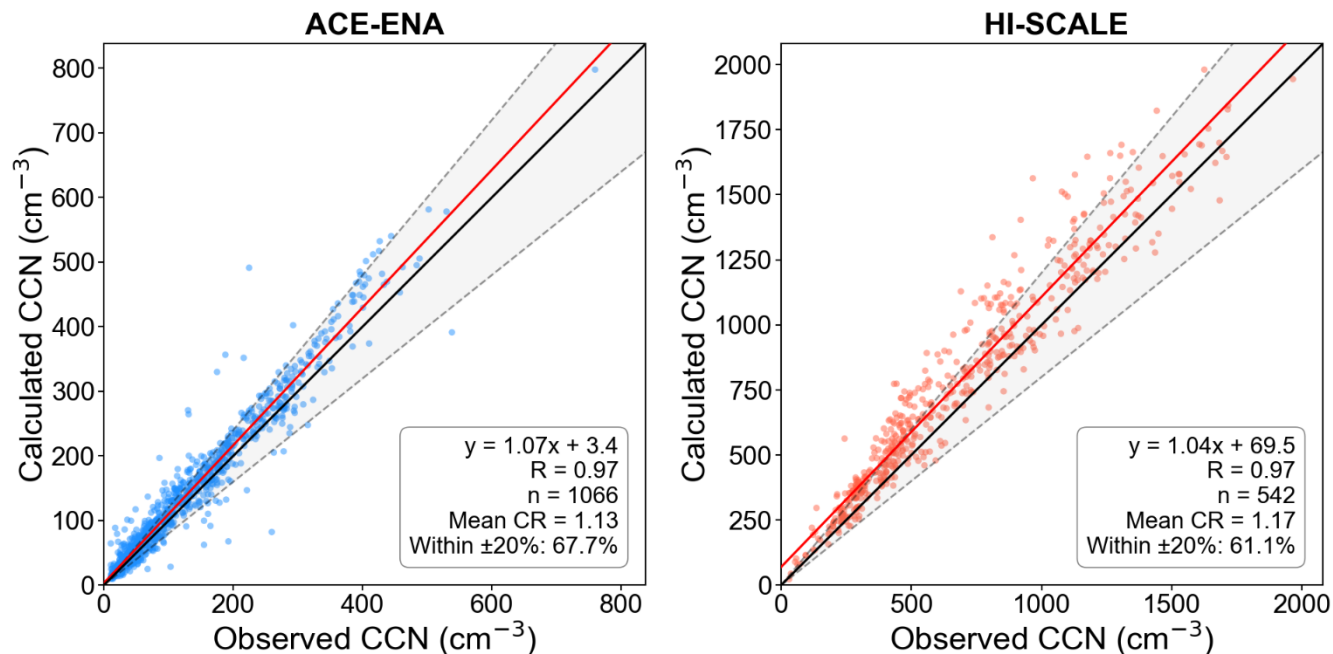 ACE-ENA
Calculated CCN (cm⁻³)
800
700
600
500
400
300
200
100
0
0 200 400 600 800
Observed CCN (cm⁻³)
y = 1.07x + 3.4
R = 0.97
n = 1066
Mean CR = 1.13
Within ±20%: 67.7%
HI-SCALE
Calculated CCN (cm⁻³)
2000
1750
1500
1250
1000
750
500
250
0
0 500 1000 1500 2000
Observed CCN (cm⁻³)
y = 1.04x + 69.5
R = 0.97
n = 542
Mean CR = 1.17
Within ±20%: 61.1%